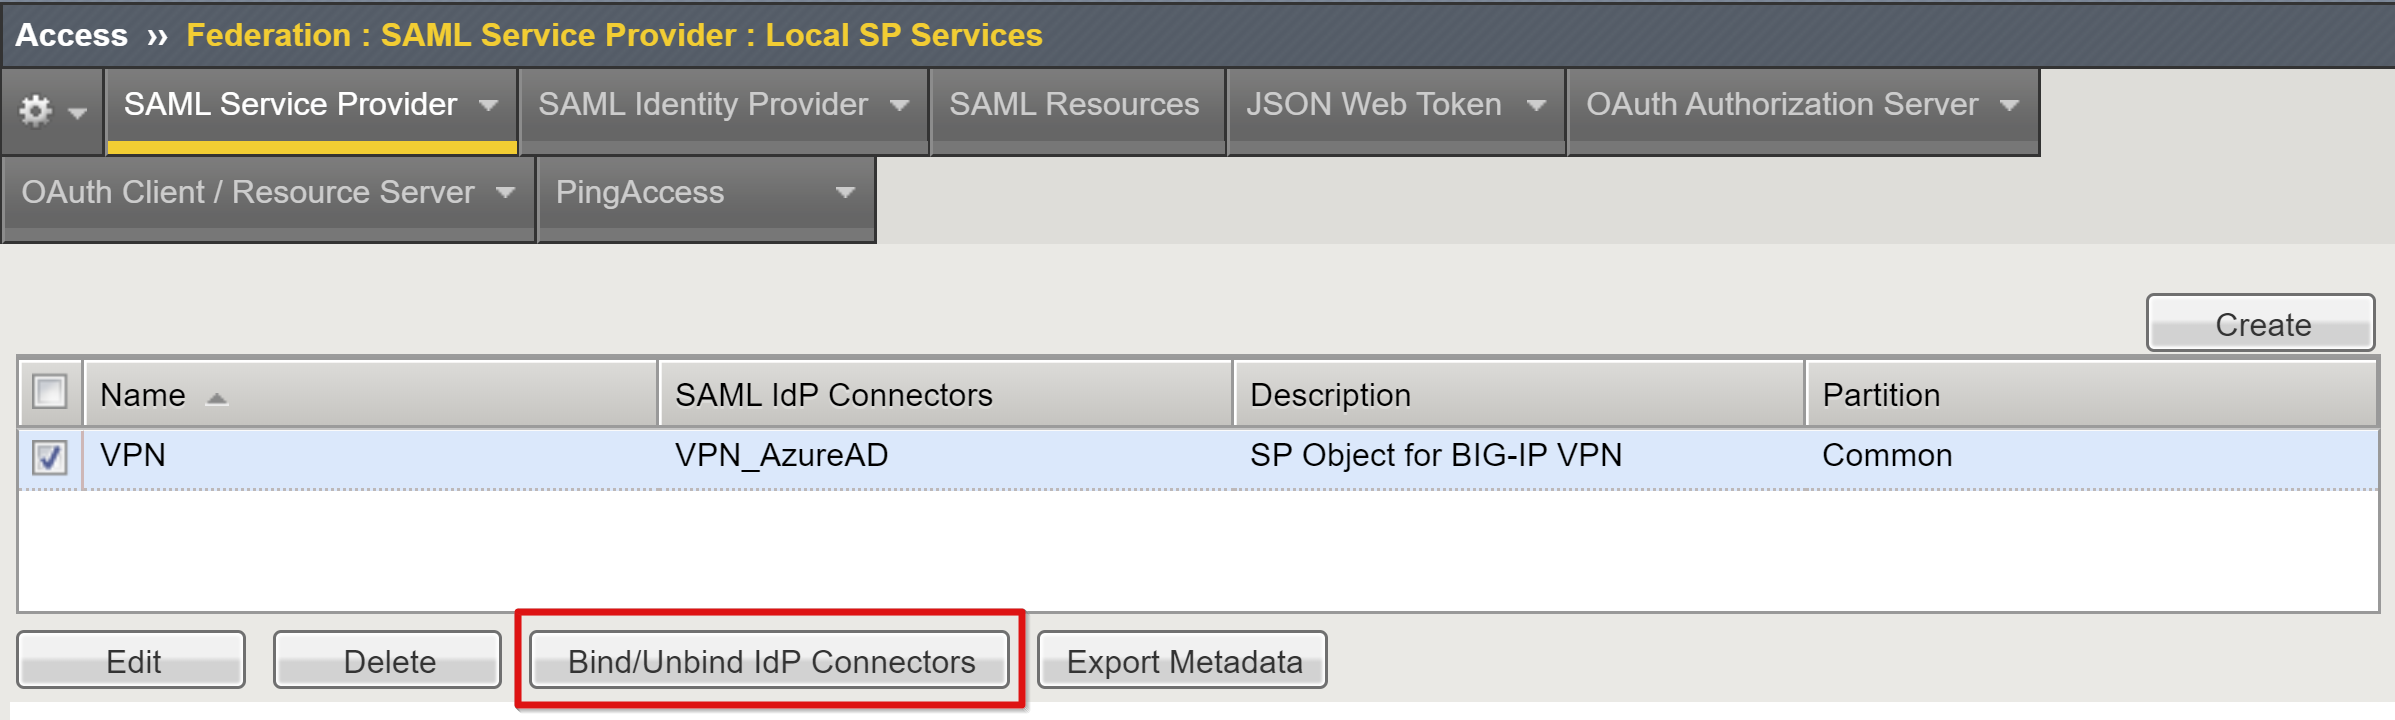 Access ›› Federation : SAML Service Provider : Local SP Services
SAML Service Provider SAML Identity Provider SAML Resources JSON Web Token OAuth Authorization Server
OAuth Client / Resource Server PingAccess
Create
Name SAML IdP Connectors Description Partition
VPN VPN_AzureAD SP Object for BIG-IP VPN Common
Edit Delete Bind/Unbind IdP Connectors Export Metadata